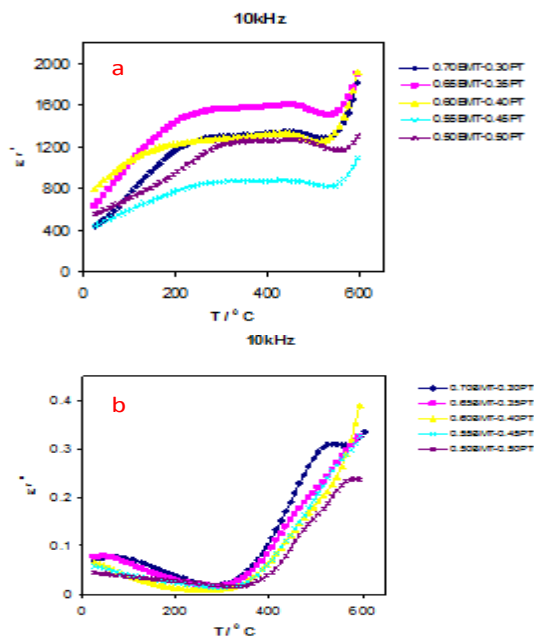 10kHz
a
εr'
2000
1600
1200
800
400
0
0
200
400
600
T / ° C
0.70BMT-0.30PT
0.65BMT-0.35PT
0.60BMT-0.40PT
0.55BMT-0.45PT
0.50BMT-0.50PT
10kHz
b
εr"
0.4
0.3
0.2
0.1
0
0
200
400
600
T / ° C
0.70BMT-0.30PT
0.65BMT-0.35PT
0.60BMT-0.40PT
0.55BMT-0.45PT
0.50BMT-0.50PT